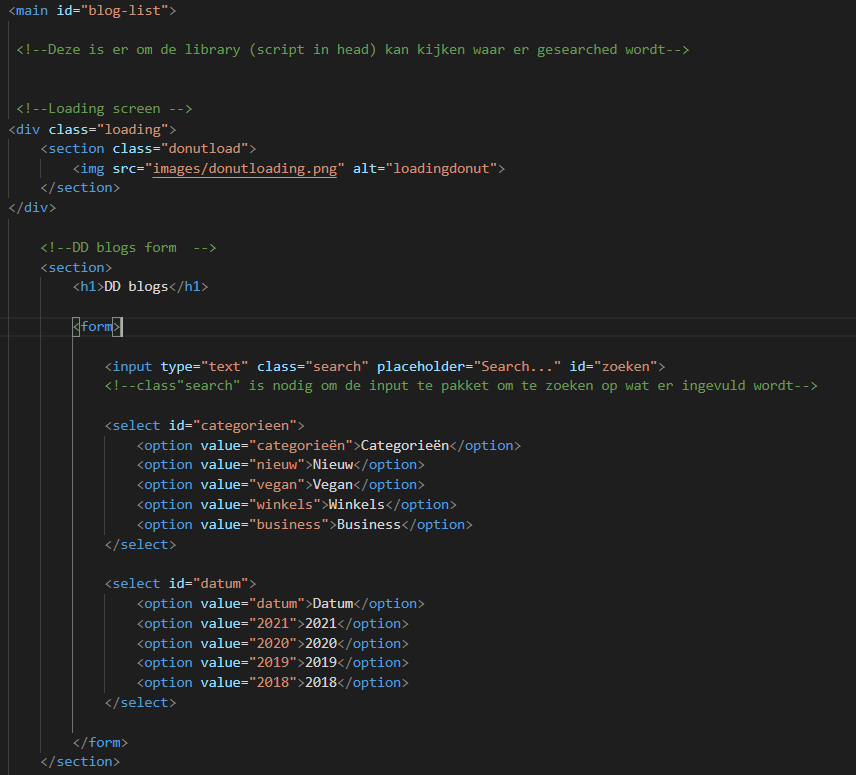 <main id="blog-list">
<!--Deze is er om de library (script in head) kan kijken waar er gesearched wordt-->
<!--Loading screen -->
<div class="loading">
<section class="donutload">
<img src="images/donutloading.png" alt="loadingdonut">
</section>
</div>
<!--DD blogs form  -->
<section>
<h1>DD blogs</h1>
<form>
<input type="text" class="search" placeholder="Search..." id="zoeken">
<!--class"search" is nodig om de input te pakket om te zoeken op wat er ingevuld wordt-->
<select id="categorieen">
<option value="categorieën">Categorieën</option>
<option value="nieuw">Nieuw</option>
<option value="vegan">Vegan</option>
<option value="winkels">Winkels</option>
<option value="business">Business</option>
</select>
<select id="datum">
<option value="datum">Datum</option>
<option value="2021">2021</option>
<option value="2020">2020</option>
<option value="2019">2019</option>
<option value="2018">2018</option>
</select>
</form>
</section>